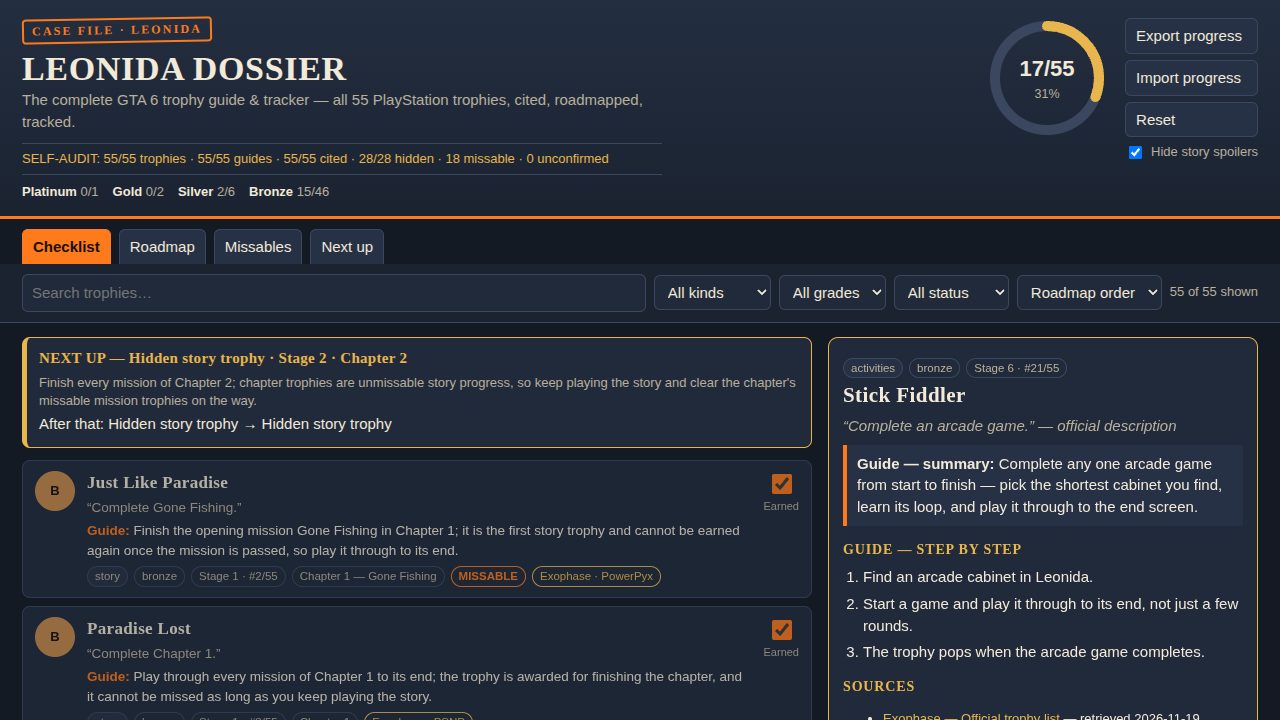 CASE FILE · LEONIDA
LEONIDA DOSSIER
The complete GTA 6 trophy guide & tracker — all 55 PlayStation trophies, cited, roadmapped,
tracked.
SELF-AUDIT: 55/55 trophies · 55/55 guides · 55/55 cited · 28/28 hidden · 18 missable · 0 unconfirmed
Platinum 0/1 Gold 0/2 Silver 2/6 Bronze 15/46
17/55
31%
Export progress
Import progress
Reset
Hide story spoilers
Checklist
Roadmap
Missables
Next up
Search trophies…
All kinds
All grades
All status
Roadmap order
55 of 55 shown
NEXT UP — Hidden story trophy · Stage 2 · Chapter 2
Finish every mission of Chapter 2; chapter trophies are unmissable story progress, so keep playing the story and clear the chapter's
missable mission trophies on the way.
After that: Hidden story trophy → Hidden story trophy
B
Just Like Paradise
“Complete Gone Fishing.”
Guide: Finish the opening mission Gone Fishing in Chapter 1; it is the first story trophy and cannot be earned
again once the mission is passed, so play it through to its end.
story
bronze
Stage 1 · #2/55
Chapter 1 — Gone Fishing
MISSABLE
Exophase · PowerPyx
Earned
B
Paradise Lost
“Complete Chapter 1.”
Guide: Play through every mission of Chapter 1 to its end; the trophy is awarded for finishing the chapter, and
it cannot be missed as long as you keep playing the story.
Earned
activities
bronze
Stage 6 · #21/55
Stick Fiddler
“Complete an arcade game.” — official description
Guide — summary: Complete any one arcade game
from start to finish — pick the shortest cabinet you find,
learn its loop, and play it through to the end screen.
GUIDE — STEP BY STEP
1. Find an arcade cabinet in Leonida.
2. Start a game and play it through to its end, not just a few
rounds.
3. The trophy pops when the arcade game completes.
SOURCES
Exophase — Official trophy list — retrieved 2026-11-19